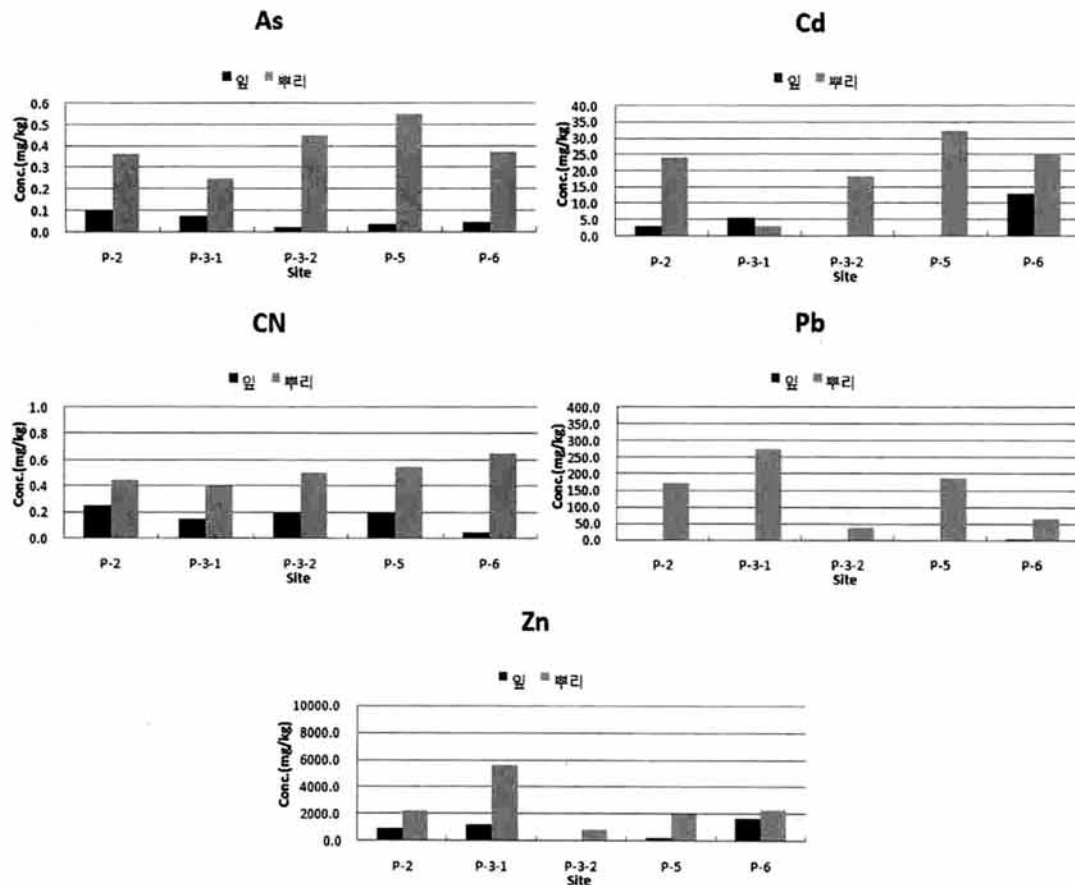 As
■잎 ■뿌리
Conc.(mg/kg)
0.6
0.5
0.4
0.3
0.2
0.1
0.0
P-2 P-3-1 P-3-2 P-5 P-6
Site
Cd
■잎 ■뿌리
Conc.(mg/kg)
40.0
35.0
30.0
25.0
20.0
15.0
10.0
5.0
0.0
P-2 P-3-1 P-3-2 P-5 P-6
Site
CN
■잎 ■뿌리
Conc.(mg/kg)
1.0
0.8
0.6
0.4
0.2
0.0
P-2 P-3-1 P-3-2 P-5 P-6
Site
Pb
■잎 ■뿌리
Conc.(mg/kg)
400.0
350.0
300.0
250.0
200.0
150.0
100.0
50.0
0.0
P-2 P-3-1 P-3-2 P-5 P-6
Site
Zn
■잎 ■뿌리
Conc.(mg/kg)
10000.0
8000.0
6000.0
4000.0
2000.0
0.0
P-2 P-3-1 P-3-2 P-5 P-6
Site